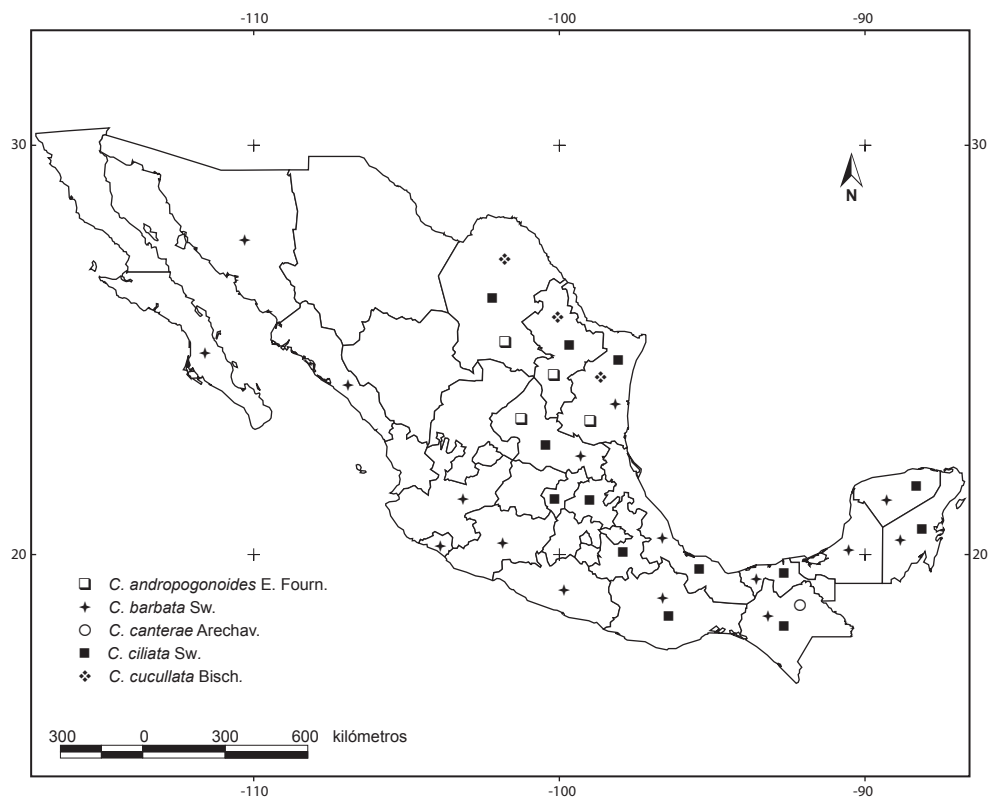 -110 -100 -90
30 30
N
20 20
C. andropogonoides E. Fourn.
C. barbata Sw.
C. canterae Arechav.
C. ciliata Sw.
C. cucullata Bisch.
300 0 300 600 kilómetros
-110 -100 -90